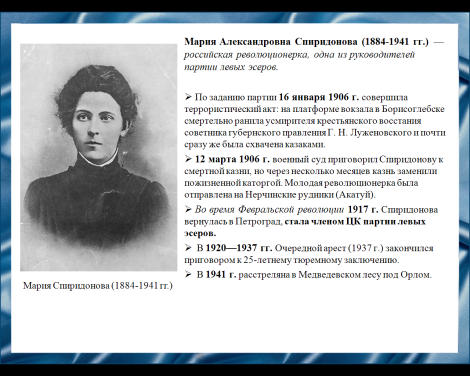 Мария Александровна Спиридонова (1884-1941 гг.) —
российская революционерка, одна из руководителей
партии левых эсеров.
➢ По заданию партии 16 января 1906 г. совершила
террористический акт: на платформе вокзала в Борисоглебске
смертельно ранила усмирителя крестьянского восстания
советника губернского правления Г. Н. Луженовского и почти
сразу же была схвачена казаками.
➢ 12 марта 1906 г. военный суд приговорил Спиридонову к
смертной казни, но через несколько месяцев казнь заменили
пожизненной каторгой. Молодая революционерка была
отправлена на Нерчинские рудники (Акатуй).
➢ Во время Февральской революции 1917 г. Спиридонова
вернулась в Петроград, стала членом ЦК партии левых
эсеров.
➢ В 1920—1937 гг. Очередной арест (1937 г.) закончился
приговором к 25-летнему тюремному заключению.
➢ В 1941 г. расстреляна в Медведевском лесу под Орлом.
Мария Спиридонова (1884-1941 гг.)